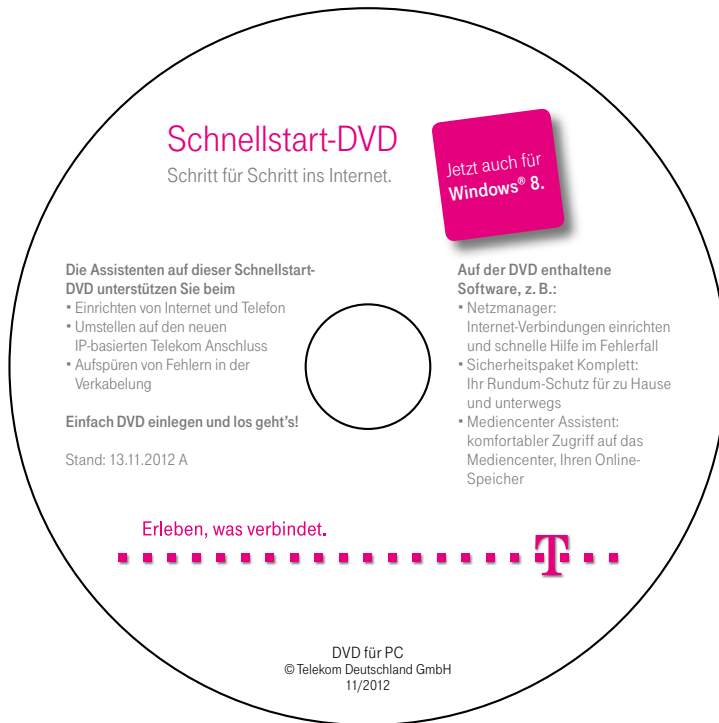 Schnellstart-DVD
Schritt für Schritt ins Internet.
Jetzt auch für
Windows® 8.
Die Assistenten auf dieser Schnellstart-
DVD unterstützen Sie beim
• Einrichten von Internet und Telefon
• Umstellen auf den neuen
IP-basierten Telekom Anschluss
• Aufspüren von Fehlern in der
Verkabelung
Einfach DVD einlegen und los geht's!
Stand: 13.11.2012 A
Auf der DVD enthaltene
Software, z. B.:
• Netzmanager:
Internet-Verbindungen einrichten
und schnelle Hilfe im Fehlerfall
• Sicherheitspaket Komplett:
Ihr Rundum-Schutz für zu Hause
und unterwegs
• Mediencenter Assistent:
komfortabler Zugriff auf das
Mediencenter, Ihren Online-
Speicher
Erleben, was verbindet.
T
DVD für PC
© Telekom Deutschland GmbH
11/2012